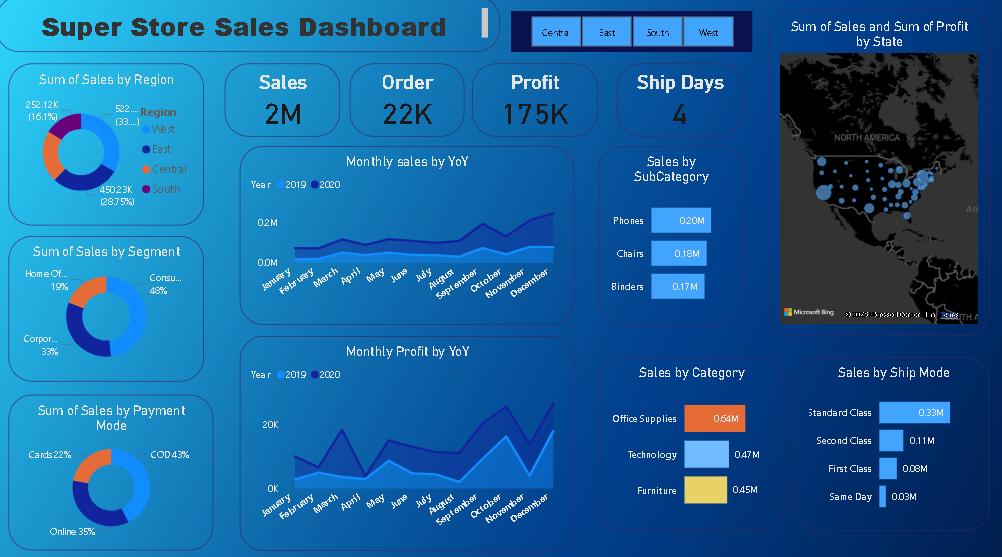 Super Store Sales Dashboard
Central
East
South
West
Sum of Sales and Sum of Profit
by State
NORTH AMERICA
Microsoft Bing
Sum of Sales by Region
252.12K
(16.1%)
522....
(33....)
450.23K
(28.75%)
Region
West
East
Central
South
Sales
2M
Order
22K
Profit
175K
Ship Days
4
Monthly sales by YoY
Year 2019 2020
0.2M
0.0M
January
February
March
April
May
June
July
August
September
October
November
December
Sales by
SubCategory
Phones 0.20M
Chairs 0.18M
Binders 0.17M
Sum of Sales by Segment
Home Of...
19%
Consu...
48%
Corpor...
33%
Monthly Profit by YoY
Year 2019 2020
20K
0K
January
February
March
April
May
June
July
August
September
October
November
December
Sales by Category
Office Supplies 0.64M
Technology 0.47M
Furniture 0.45M
Sales by Ship Mode
Standard Class 0.33M
Second Class 0.11M
First Class 0.08M
Same Day 0.03M
Sum of Sales by Payment
Mode
Cards 22%
COD 43%
Online 35%